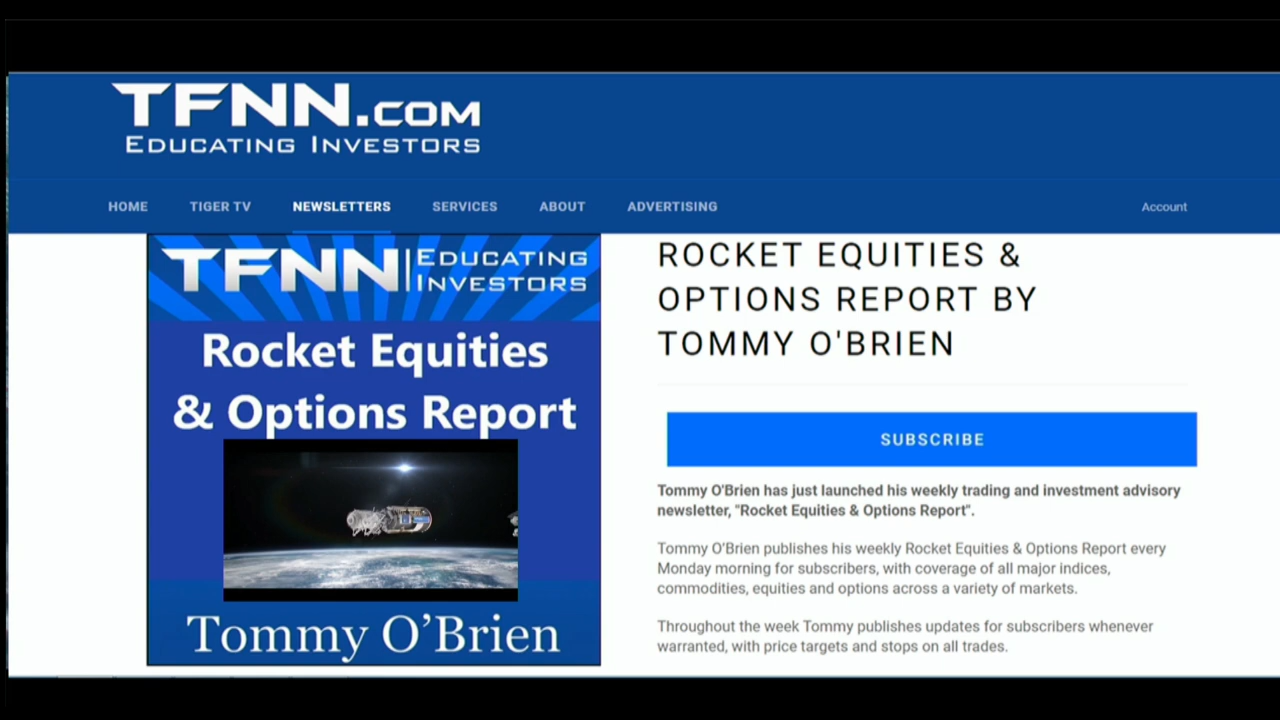 TFNN.COM
EDUCATING INVESTORS
HOME TIGER TV NEWSLETTERS SERVICES ABOUT ADVERTISING Account
TFNN EDUCATING
INVESTORS
Rocket Equities
& Options Report
Tommy O’Brien
ROCKET EQUITIES &
OPTIONS REPORT BY
TOMMY O'BRIEN
SUBSCRIBE
Tommy O'Brien has just launched his weekly trading and investment advisory
newsletter, "Rocket Equities & Options Report".
Tommy O’Brien publishes his weekly Rocket Equities & Options Report every
Monday morning for subscribers, with coverage of all major indices,
commodities, equities and options across a variety of markets.
Throughout the week Tommy publishes updates for subscribers whenever
warranted, with price targets and stops on all trades.